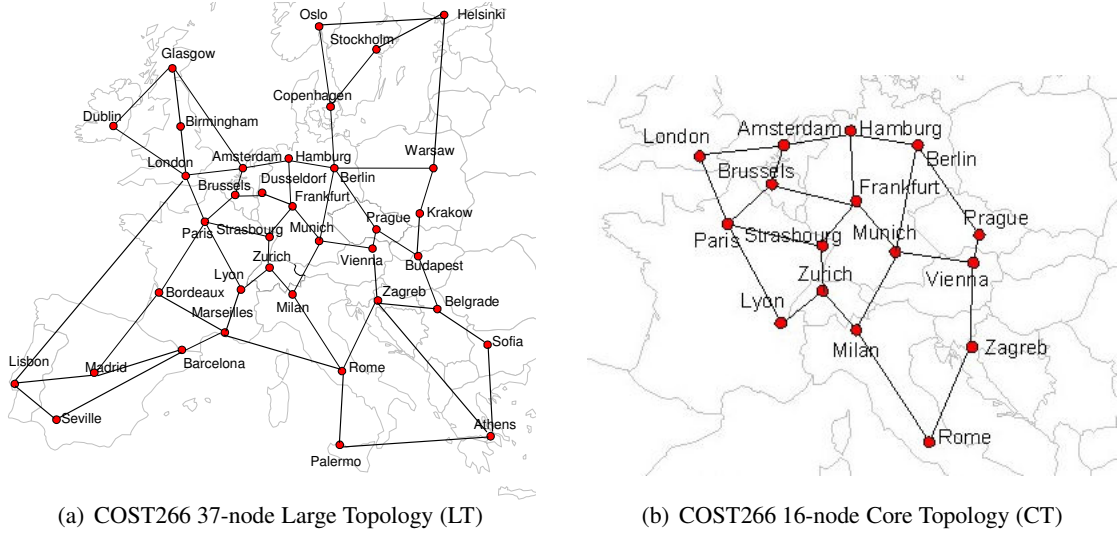 Oslo
Helsinki
Stockholm
Glasgow
Copenhagen
Dublin
Birmingham
London
Amsterdam
Hamburg
Berlin
Warsaw
Brussels
Dusseldorf
Frankfurt
Paris
Strasbourg
Munich
Prague
Krakow
Vienna
Budapest
Zurich
Lyon
Bordeaux
Milan
Zagreb
Belgrade
Marseilles
Sofia
Lisbon
Madrid
Barcelona
Rome
Seville
Athens
Palermo
(a) COST266 37-node Large Topology (LT)
London
Amsterdam
Hamburg
Berlin
Brussels
Frankfurt
Paris
Strasbourg
Munich
Prague
Vienna
Zurich
Lyon
Milan
Zagreb
Rome
(b) COST266 16-node Core Topology (CT)